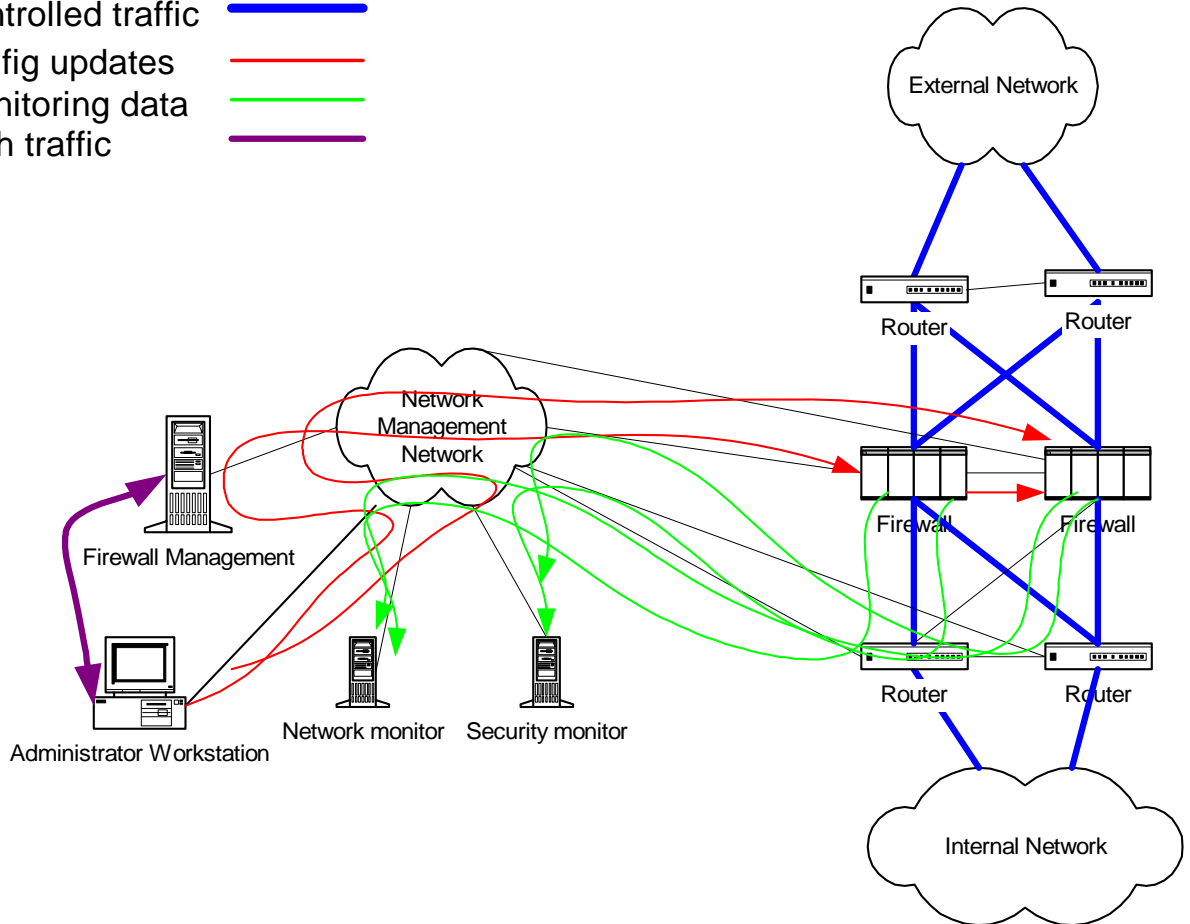 ntrolled traffic
fig updates
nitoring data
h traffic
External Network
Router
Router
Network
Management
Network
Firewall Management
Firewall
Firewall
Router
Router
Network monitor
Security monitor
Administrator Workstation
Internal Network